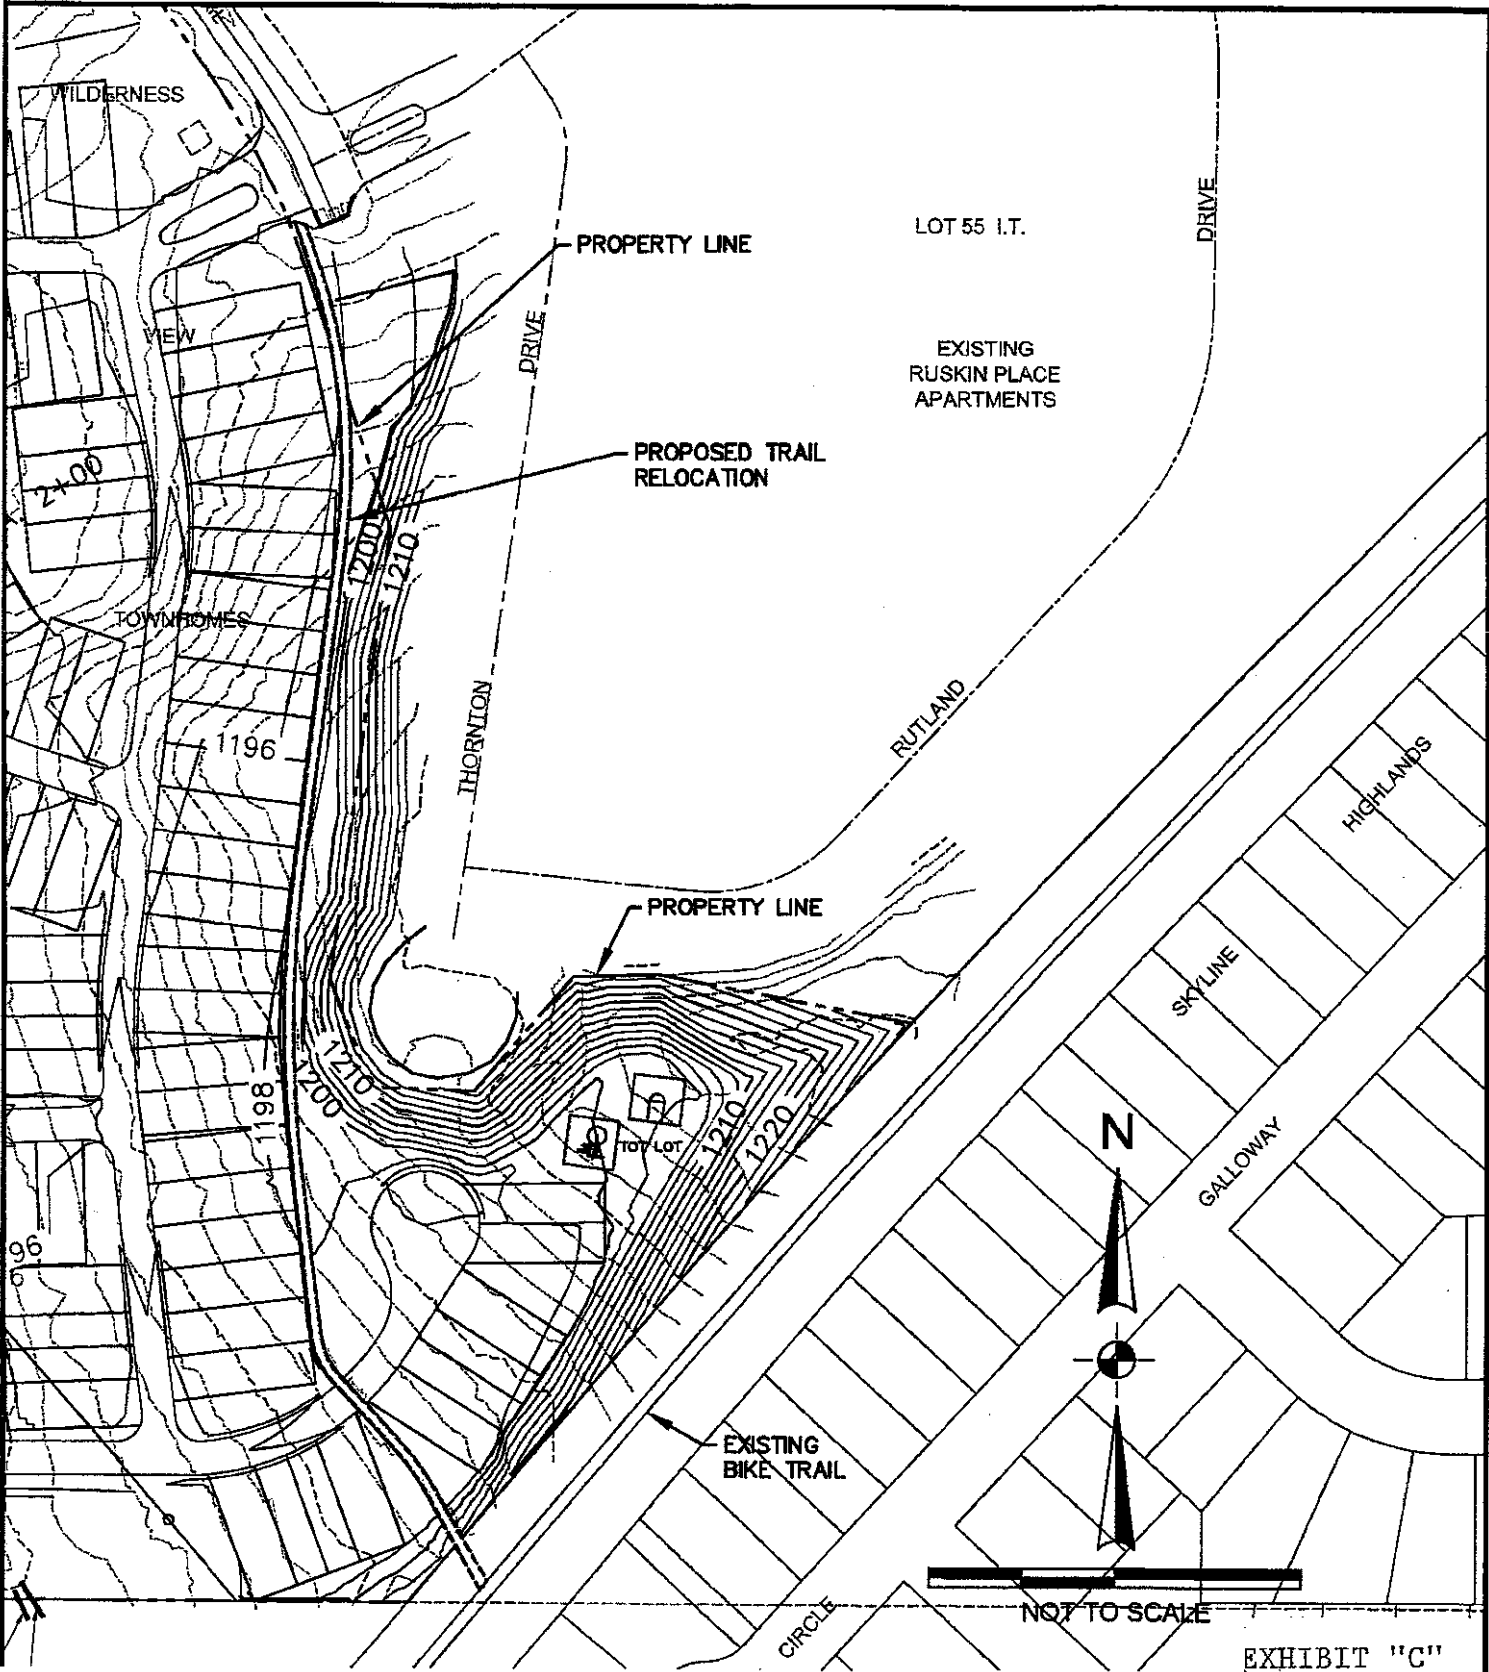 WILDERNESS
PROPERTY LINE
LOT 55 I.T.
DRIVE
VIEW
DRIVE
EXISTING
RUSKIN PLACE
APARTMENTS
PROPOSED TRAIL
RELOCATION
2+00
1200
1210
TOWNHOMES
THORNTON
RUTLAND
1196
HIGHLANDS
PROPERTY LINE
SKYLINE
1210
1200
1198
TOT LOT
1210
1220
N
GALLOWAY
96
EXISTING
BIKE TRAIL
NOT TO SCALE
CIRCLE
EXHIBIT "C"